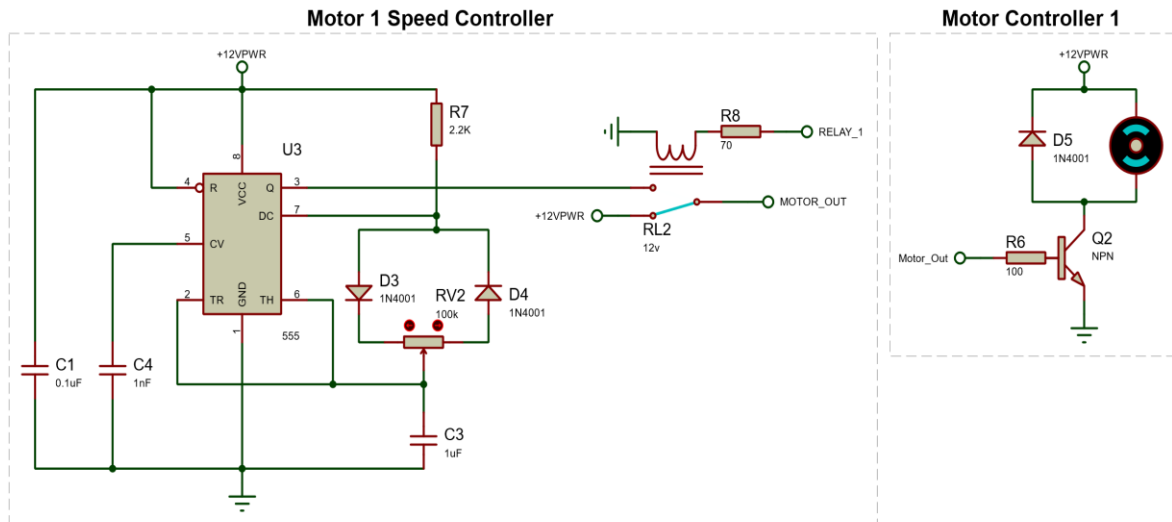 Motor 1 Speed Controller
Motor Controller 1
+12VPWR
R7
2.2K
U3
8
VCC
4
R
Q
3
DC
7
5
CV
2
TR
GND
TH
6
1
555
D3
1N4001
RV2
100k
D4
1N4001
C1
0.1uF
C4
1nF
C3
1uF
R8
70
RELAY_1
+12VPWR
MOTOR_OUT
RL2
12v
+12VPWR
D5
1N4001
Motor_Out
R6
100
Q2
NPN